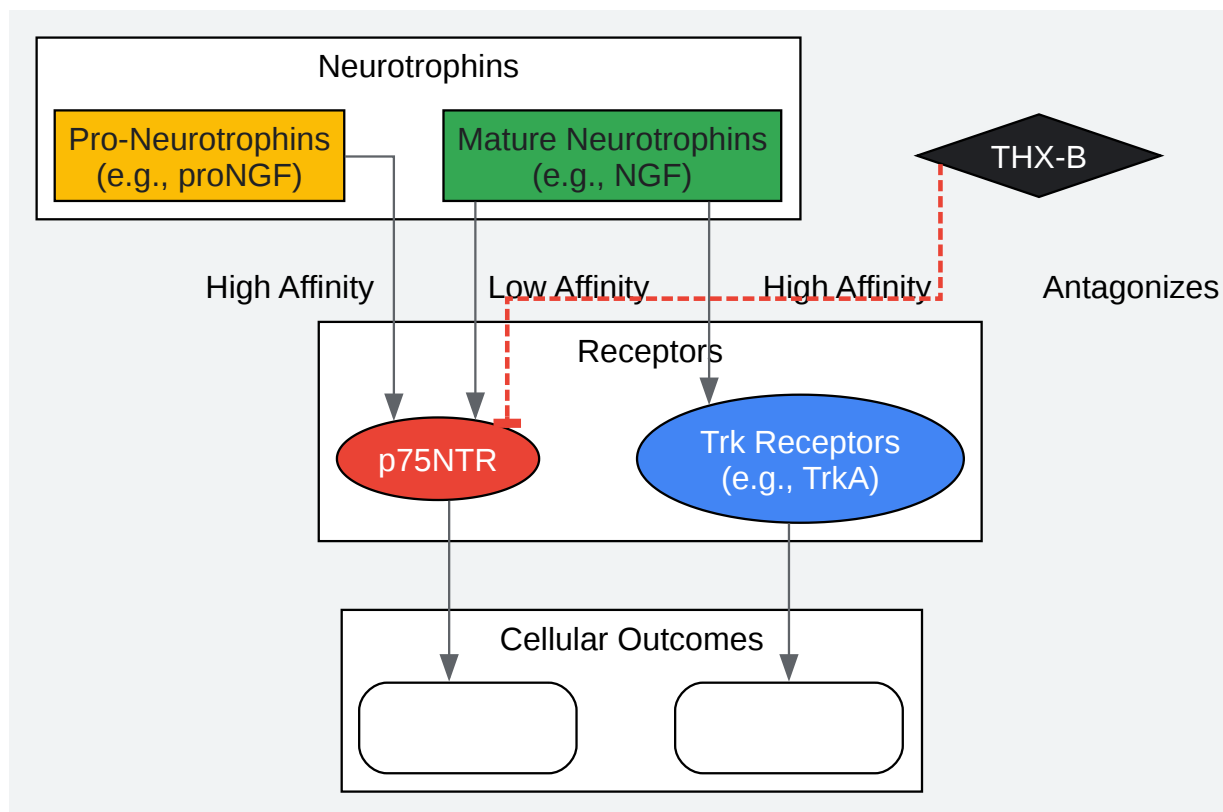 Neurotrophins
Pro-Neurotrophins
(e.g., proNGF)
Mature Neurotrophins
(e.g., NGF)
THX-B
High Affinity
Low Affinity
High Affinity
Antagonizes
Receptors
p75NTR
Trk Receptors
(e.g., TrkA)
Cellular Outcomes